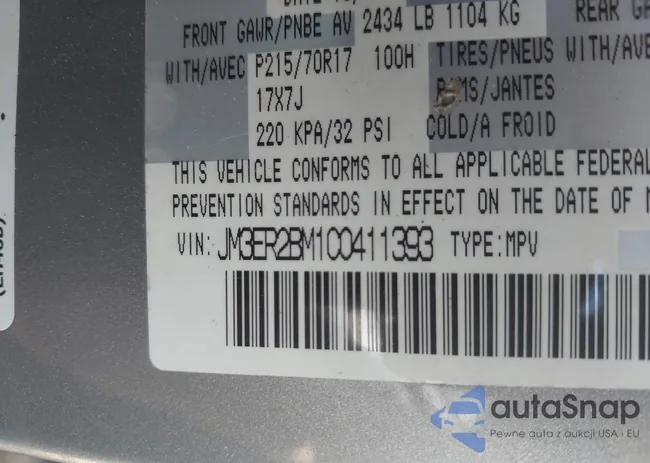 FRONT GAWR/PNBE AV 2434 LB 1104 KG
REAR
WITH/AVEC P215/70R17 100H TIRES/PNEUS WITH/AVE
17X7J RIMS/JANTES
220 KPA/32 PSI COLD/A FROID
THIS VEHICLE CONFORMS TO ALL APPLICABLE FEDERAL
PREVENTION STANDARDS IN EFFECT ON THE DATE OF
VIN: JM3ER2BM1C0411393 TYPE: MPV
autaSnap
Pewne auta z aukcji USA - EU